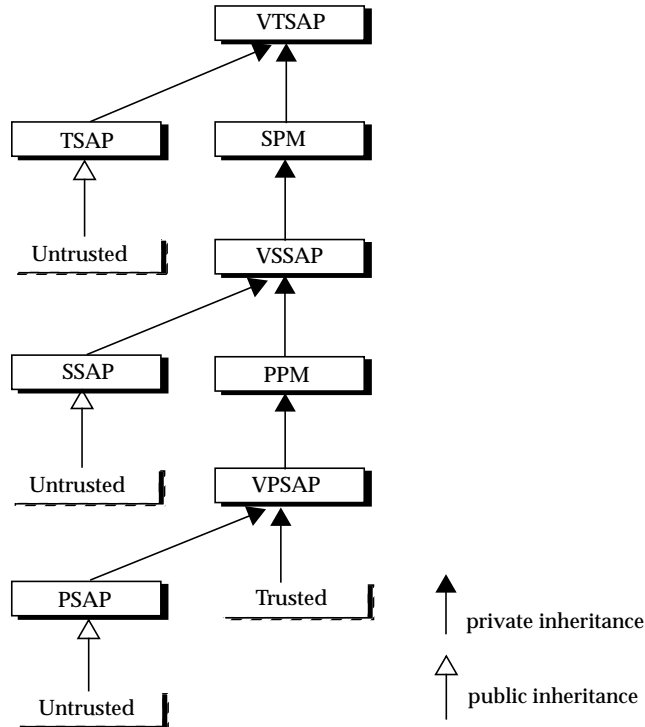 VTSAP
TSAP
SPM
Untrusted
VSSAP
SSAP
PPM
Untrusted
VPSAP
PSAP
Trusted
private inheritance
Untrusted
public inheritance